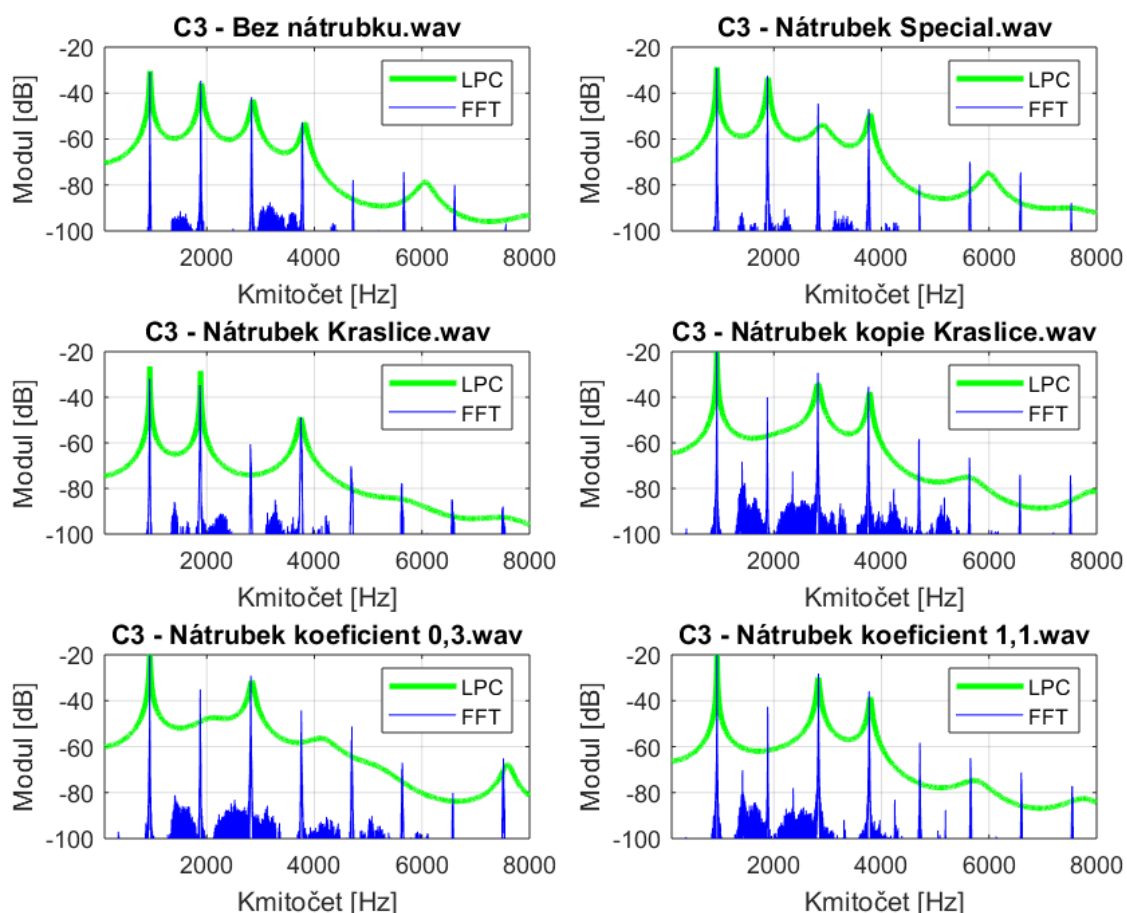 C3 - Bez nátrubku.wav
-20
-40
-60
-80
-100
Modul [dB]
LPC
FFT
2000 4000 6000 8000
Kmitočet [Hz]
C3 - Nátrubek Special.wav
-20
-40
-60
-80
-100
Modul [dB]
LPC
FFT
2000 4000 6000 8000
Kmitočet [Hz]
C3 - Nátrubek Kraslice.wav
-20
-40
-60
-80
-100
Modul [dB]
LPC
FFT
2000 4000 6000 8000
Kmitočet [Hz]
C3 - Nátrubek kopie Kraslice.wav
-20
-40
-60
-80
-100
Modul [dB]
LPC
FFT
2000 4000 6000 8000
Kmitočet [Hz]
C3 - Nátrubek koeficient 0,3.wav
-20
-40
-60
-80
-100
Modul [dB]
LPC
FFT
2000 4000 6000 8000
Kmitočet [Hz]
C3 - Nátrubek koeficient 1,1.wav
-20
-40
-60
-80
-100
Modul [dB]
LPC
FFT
2000 4000 6000 8000
Kmitočet [Hz]